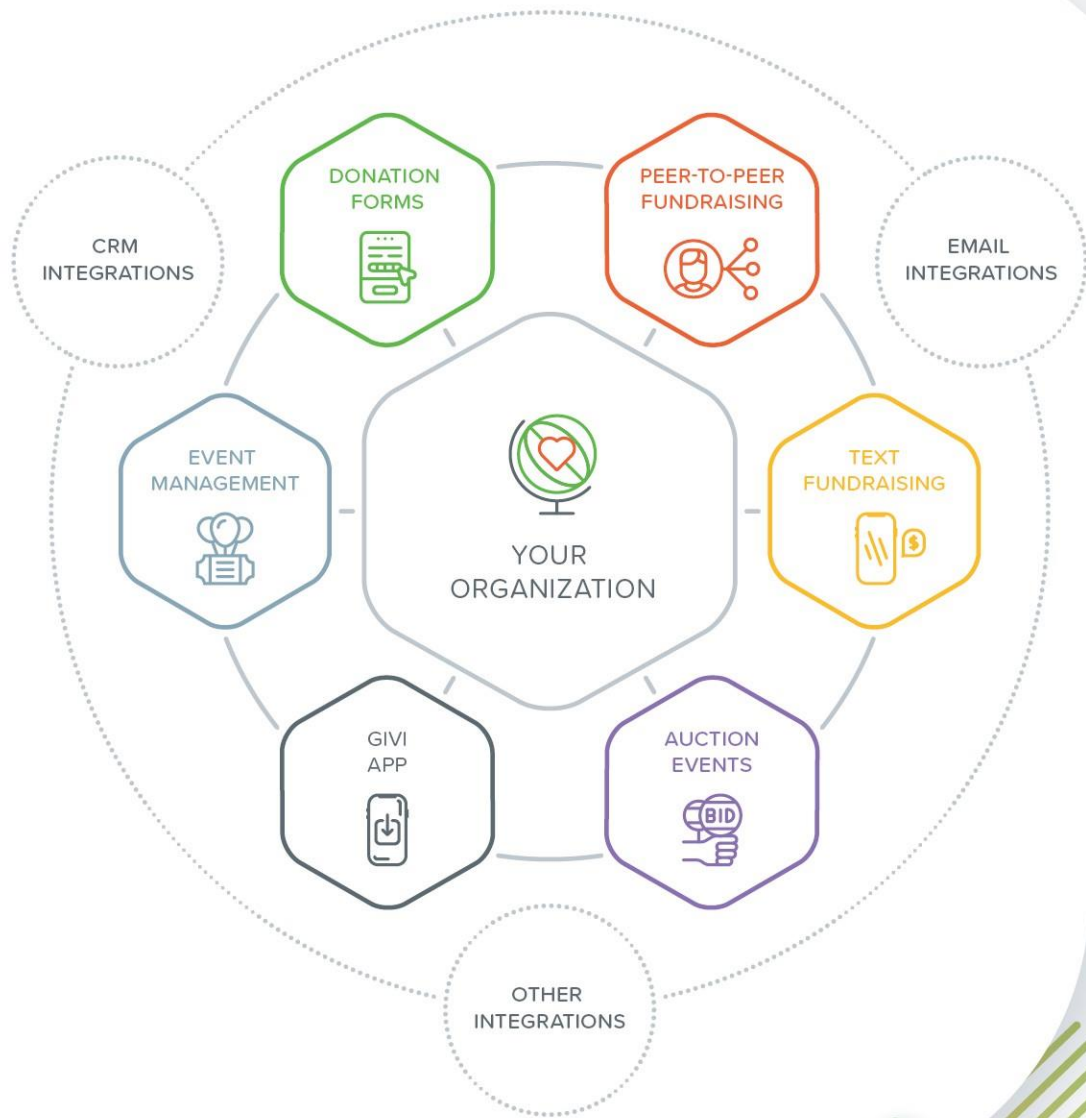 DONATION
FORMS
PEER-TO-PEER
FUNDRAISING
CRM
INTEGRATIONS
EMAIL
INTEGRATIONS
EVENT
MANAGEMENT
YOUR
ORGANIZATION
TEXT
FUNDRAISING
$
GIVI
APP
AUCTION
EVENTS
BID
OTHER
INTEGRATIONS